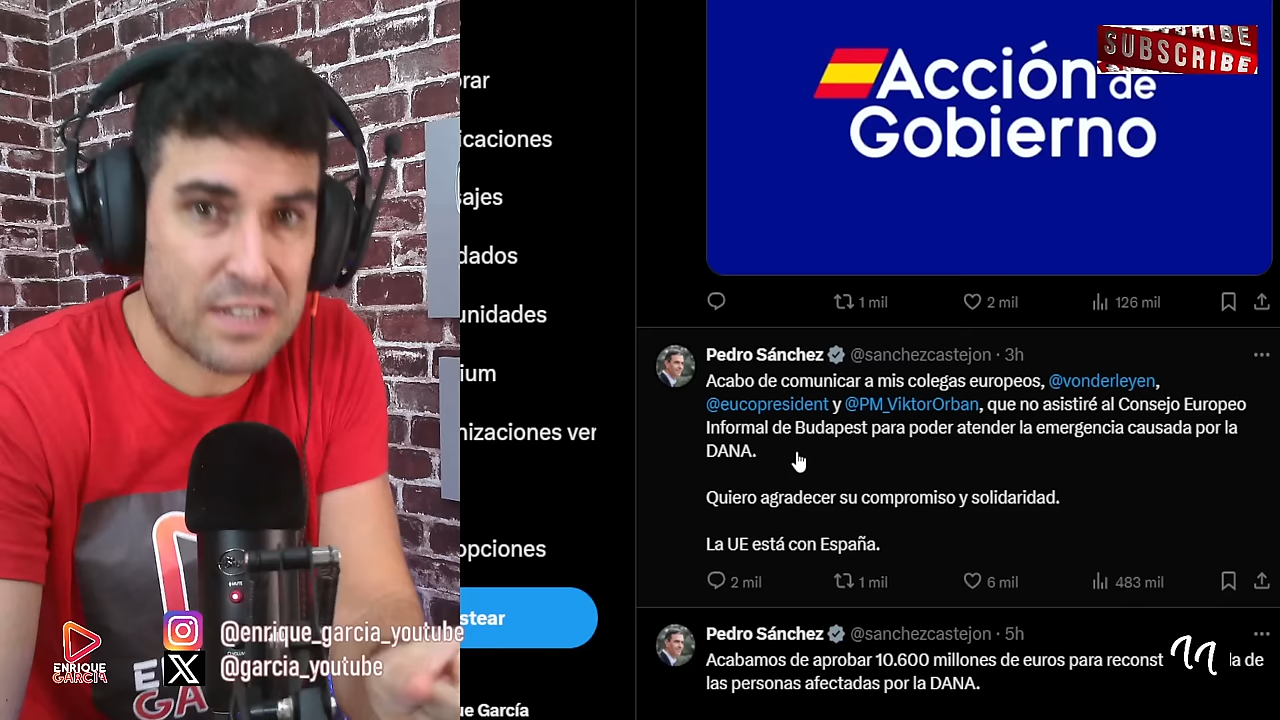 SUBSCRIBE
Acción de
Gobierno
rar
icaciones
sajes
dados
unidades
ium
nizaciones ver
opciones
stear
ue García
1 mil
2 mil
126 mil
Pedro Sánchez @sanchezcastejon · 3h
Acabo de comunicar a mis colegas europeos, @vonderleyen,
@eucopresident y @PM_ViktorOrban, que no asistiré al Consejo Europeo
Informal de Budapest para poder atender la emergencia causada por la
DANA.
Quiero agradecer su compromiso y solidaridad.
La UE está con España.
2 mil
1 mil
6 mil
483 mil
Pedro Sánchez @sanchezcastejon · 5h
Acabamos de aprobar 10.600 millones de euros para reconst la de
las personas afectadas por la DANA.
ENRIQUE
GARCIA
@enrique_garcia_youtube
@garcia_youtube
MUTE
E
GA